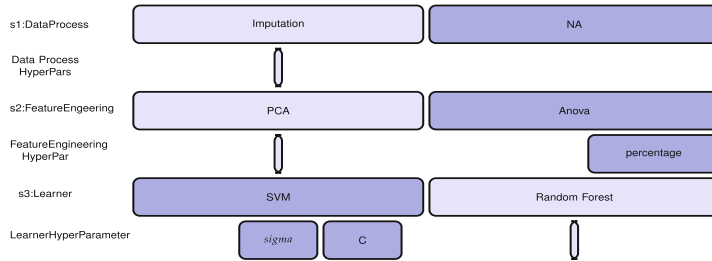 s1:DataProcess
Imputation
NA
Data Process
HyperPars
s2:FeatureEngeering
PCA
Anova
FeatureEngineering
HyperPar
percentage
s3:Learner
SVM
Random Forest
LearnerHyperParameter
sigma
C